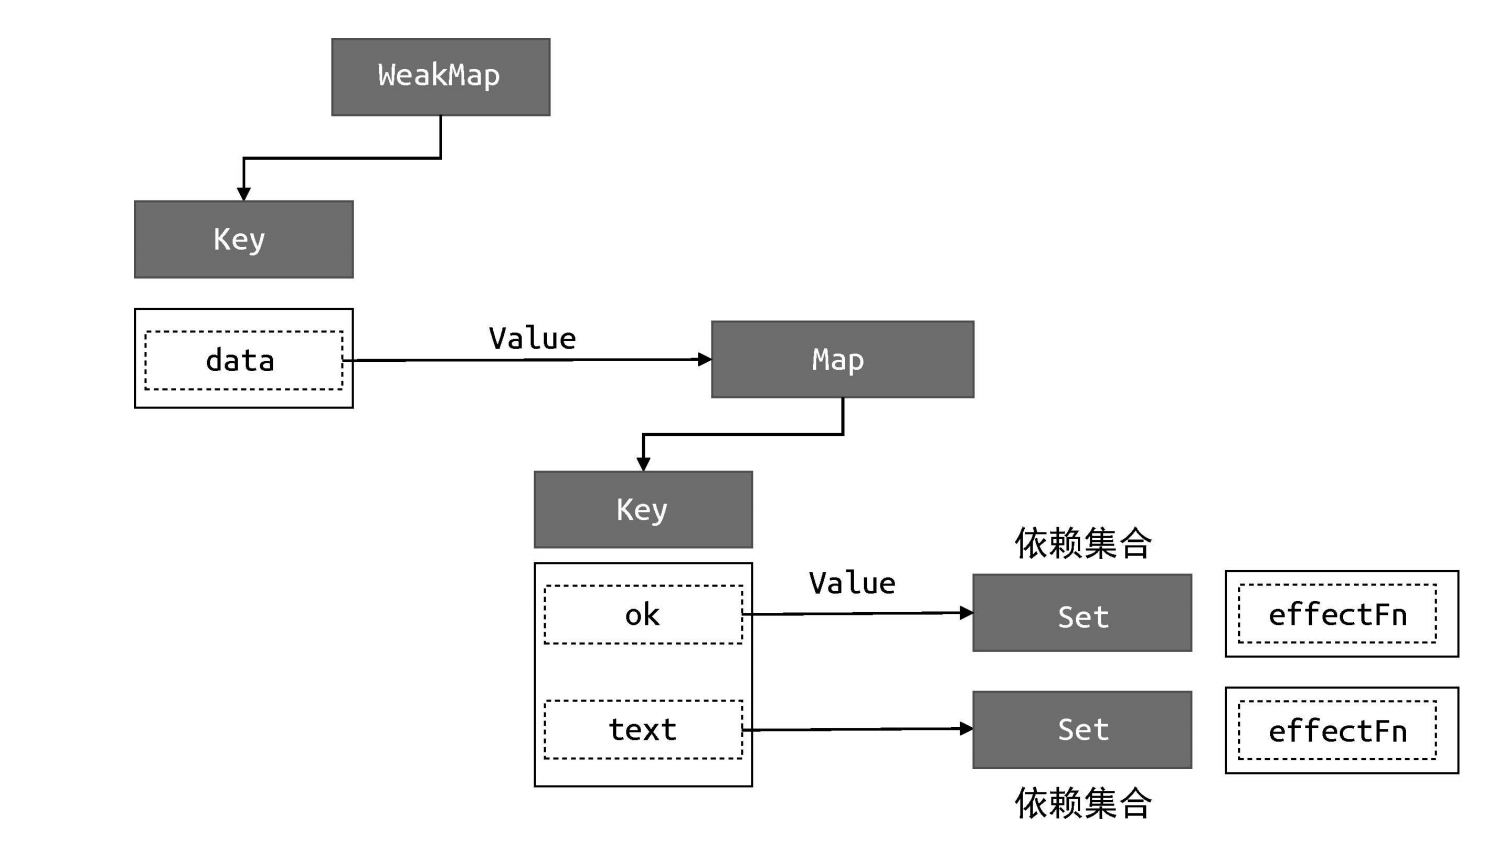 WeakMap
Key
data
Value
Map
Key
依赖集合
ok
Value
Set
effectFn
text
Set
effectFn
依赖集合